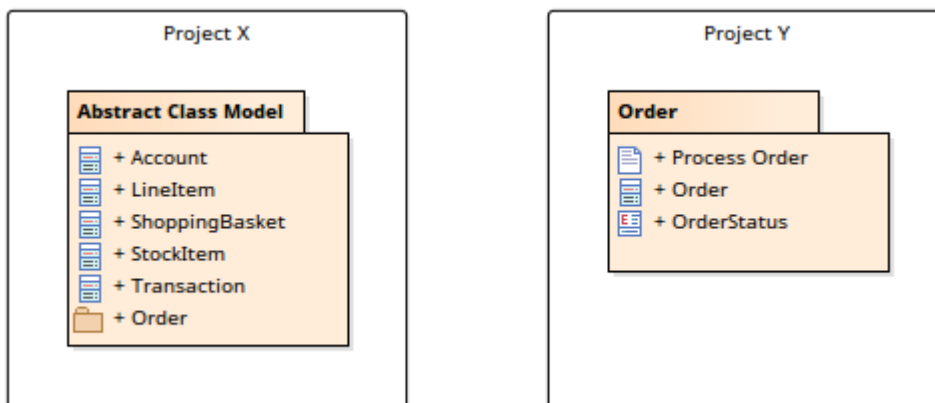 Project X
Abstract Class Model
+ Account
+ LineItem
+ ShoppingBasket
+ StockItem
+ Transaction
+ Order
Project Y
Order
+ Process Order
+ Order
E
+ OrderStatus